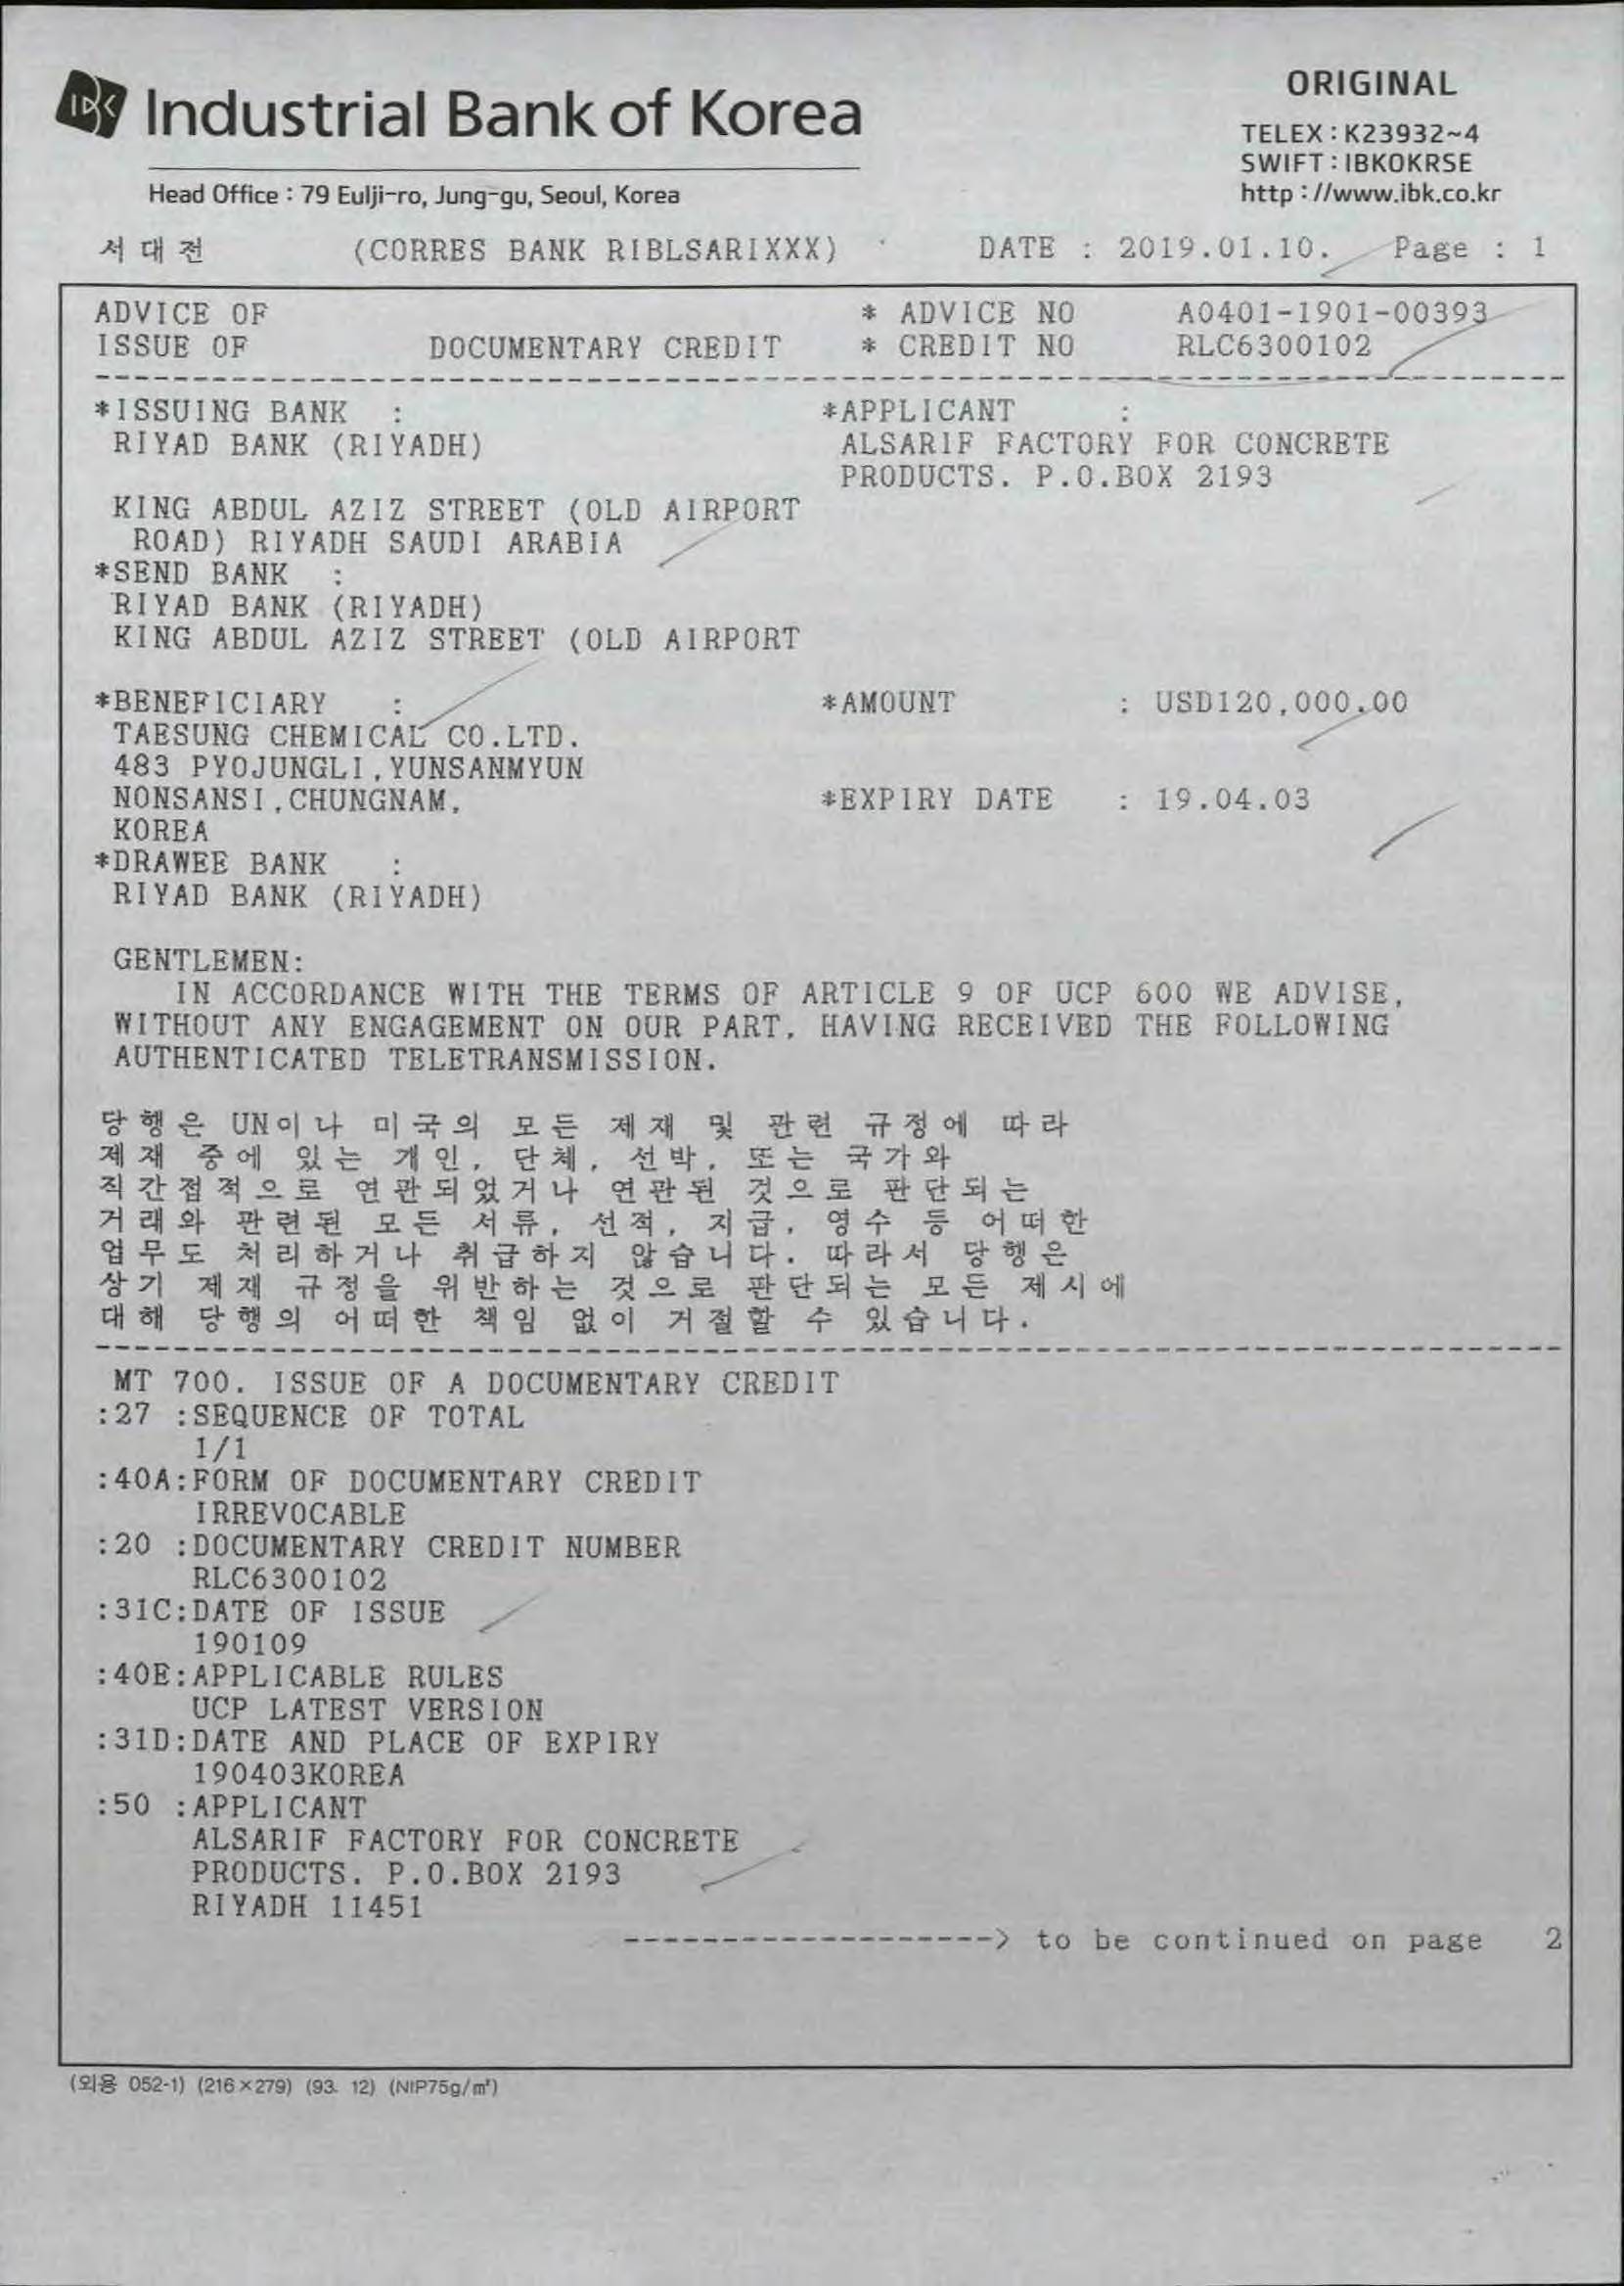 IBK Industrial Bank of Korea
ORIGINAL
TELEX : K23932~4
SWIFT : IBKOKRSE
http : //www.ibk.co.kr
Head Office : 79 Eulji-ro, Jung-gu, Seoul, Korea
서대전 (CORRES BANK RIBLSARIXXX) DATE : 2019.01.10. Page : 1
ADVICE OF * ADVICE NO A0401-1901-00393
ISSUE OF DOCUMENTARY CREDIT * CREDIT NO RLC6300102
*ISSUING BANK : *APPLICANT :
RIYAD BANK (RIYADH) ALSARIF FACTORY FOR CONCRETE
PRODUCTS. P.O.BOX 2193
KING ABDUL AZIZ STREET (OLD AIRPORT
ROAD) RIYADH SAUDI ARABIA
*SEND BANK :
RIYAD BANK (RIYADH)
KING ABDUL AZIZ STREET (OLD AIRPORT
*BENEFICIARY : *AMOUNT : USD120,000.00
TAESUNG CHEMICAL CO.LTD.
483 PYOJUNGLI,YUNSANMYUN
NONSANSI,CHUNGNAM, *EXPIRY DATE : 19.04.03
KOREA
*DRAWEE BANK :
RIYAD BANK (RIYADH)
GENTLEMEN:
IN ACCORDANCE WITH THE TERMS OF ARTICLE 9 OF UCP 600 WE ADVISE,
WITHOUT ANY ENGAGEMENT ON OUR PART, HAVING RECEIVED THE FOLLOWING
AUTHENTICATED TELETRANSMISSION.
당행은 UN이나 미국의 모든 제재 및 관련 규정에 따라
제재 중에 있는 개인, 단체, 선박, 또는 국가와
직간접적으로 연관되었거나 연관된 것으로 판단되는
거래와 관련된 모든 서류, 선적, 지급, 영수 등 어떠한
업무도 처리하거나 취급하지 않습니다. 따라서 당행은
상기 제재 규정을 위반하는 것으로 판단되는 모든 제시에
대해 당행의 어떠한 책임 없이 거절할 수 있습니다.
MT 700. ISSUE OF A DOCUMENTARY CREDIT
:27 :SEQUENCE OF TOTAL
1/1
:40A:FORM OF DOCUMENTARY CREDIT
IRREVOCABLE
:20 :DOCUMENTARY CREDIT NUMBER
RLC6300102
:31C:DATE OF ISSUE
190109
:40E:APPLICABLE RULES
UCP LATEST VERSION
:31D:DATE AND PLACE OF EXPIRY
190403KOREA
:50 :APPLICANT
ALSARIF FACTORY FOR CONCRETE
PRODUCTS. P.O.BOX 2193
RIYADH 11451
-------------------> to be continued on page 2
(외용 052-1) (216×279) (93. 12) (NIP75g/㎡)